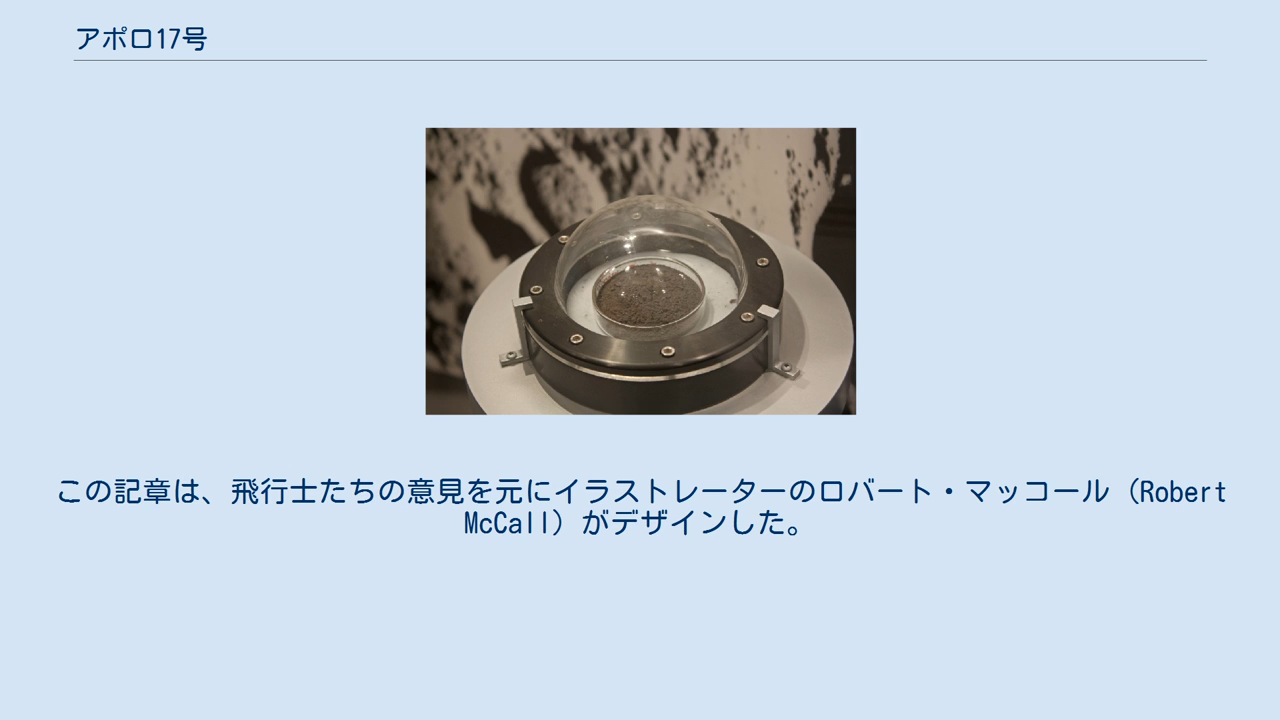 アポロ17号
この記章は、飛行士たちの意見を元にイラストレーターのロバート・マッコール（Robert
McCall）がデザインした。